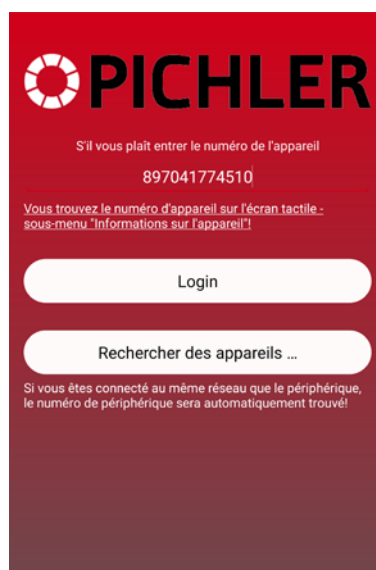 PICHLER
S'il vous plaît entrer le numéro de l'appareil
897041774510
Vous trouvez le numéro d'appareil sur l'écran tactile -
sous-menu "Informations sur l'appareil"!
Login
Rechercher des appareils ...
Si vous êtes connecté au même réseau que le périphérique,
le numéro de périphérique sera automatiquement trouvé!